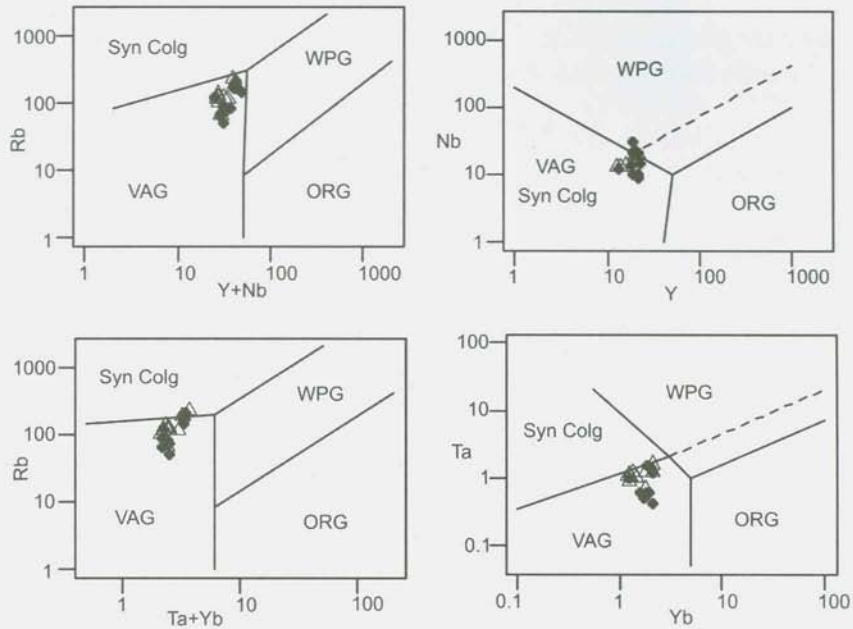 1000
Syn Colg
WPG
Rb
100
10
VAG
ORG
1
1
10
100
1000
Y+Nb
1000
WPG
Nb
100
VAG
10
Syn Colg
ORG
1
1
10
100
1000
Y
1000
Syn Colg
WPG
Rb
100
10
VAG
ORG
1
1
10
100
Ta+Yb
100
WPG
10
Syn Colg
Ta
1
VAG
ORG
0.1
0.1
1
10
100
Yb